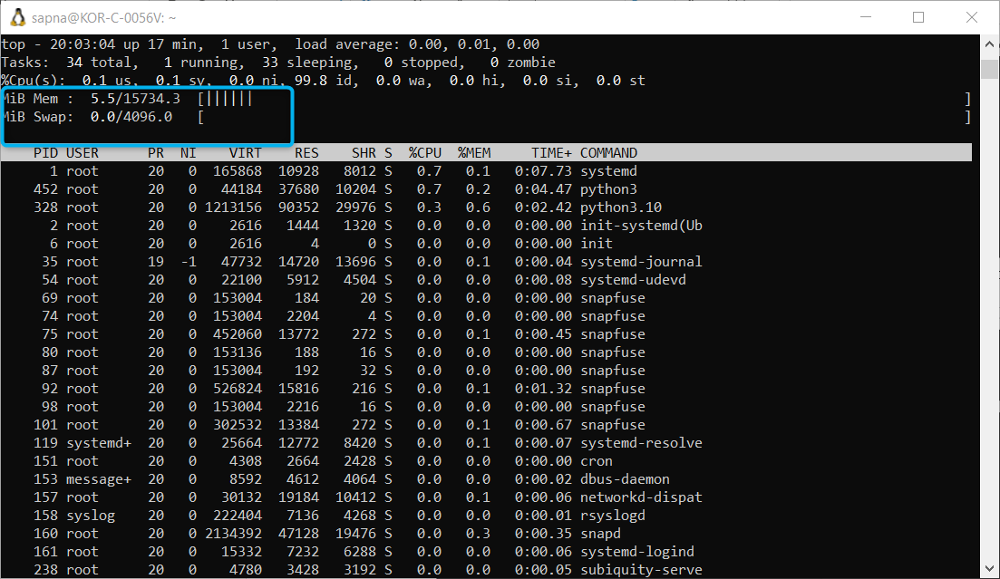 sapna@KOR-C-0056V: ~
top - 20:03:04 up 17 min,  1 user,  load average: 0.00, 0.01, 0.00
Tasks:  34 total,   1 running,  33 sleeping,   0 stopped,   0 zombie
%Cpu(s):  0.1 us,  0.1 sy,  0.0 ni, 99.8 id,  0.0 wa,  0.0 hi,  0.0 si,  0.0 st
MiB Mem :  5.5/15734.3  [||||||                                                                                       ]
MiB Swap:  0.0/4096.0   [                                                                                             ]
PID USER      PR  NI    VIRT    RES    SHR S  %CPU  %MEM     TIME+ COMMAND
1 root      20   0  165868  10928   8012 S   0.7   0.1   0:07.73 systemd
452 root      20   0   44184  37680  10204 S   0.7   0.2   0:04.47 python3
328 root      20   0 1213156  90352  29976 S   0.3   0.6   0:02.42 python3.10
2 root      20   0    2616   1444   1320 S   0.0   0.0   0:00.00 init-systemd(Ub
6 root      20   0    2616      4      0 S   0.0   0.0   0:00.00 init
35 root      19  -1   47732  14720  13696 S   0.0   0.1   0:00.04 systemd-journal
54 root      20   0   22100   5912   4504 S   0.0   0.0   0:00.08 systemd-udevd
69 root      20   0  153004    184     20 S   0.0   0.0   0:00.00 snapfuse
74 root      20   0  153004   2204      4 S   0.0   0.0   0:00.00 snapfuse
75 root      20   0  452060  13772    272 S   0.0   0.1   0:00.45 snapfuse
80 root      20   0  153136    188     16 S   0.0   0.0   0:00.00 snapfuse
87 root      20   0  153004    192     32 S   0.0   0.0   0:00.00 snapfuse
92 root      20   0  526824  15816    216 S   0.0   0.1   0:01.32 snapfuse
98 root      20   0  153004   2216     16 S   0.0   0.0   0:00.00 snapfuse
101 root      20   0  302532  13384    272 S   0.0   0.1   0:00.67 snapfuse
119 systemd+  20   0   25664  12772   8420 S   0.0   0.1   0:00.07 systemd-resolve
151 root      20   0    4308   2664   2428 S   0.0   0.0   0:00.00 cron
153 message+  20   0    8592   4612   4064 S   0.0   0.0   0:00.02 dbus-daemon
157 root      20   0   30132  19184  10412 S   0.0   0.1   0:00.06 networkd-dispat
158 syslog    20   0  222404   7136   4268 S   0.0   0.0   0:00.01 rsyslogd
160 root      20   0 2134392  47128  19476 S   0.0   0.3   0:00.35 snapd
161 root      20   0   15332   7232   6288 S   0.0   0.0   0:00.06 systemd-logind
238 root      20   0    4780   3428   3192 S   0.0   0.0   0:00.05 subiquity-serve